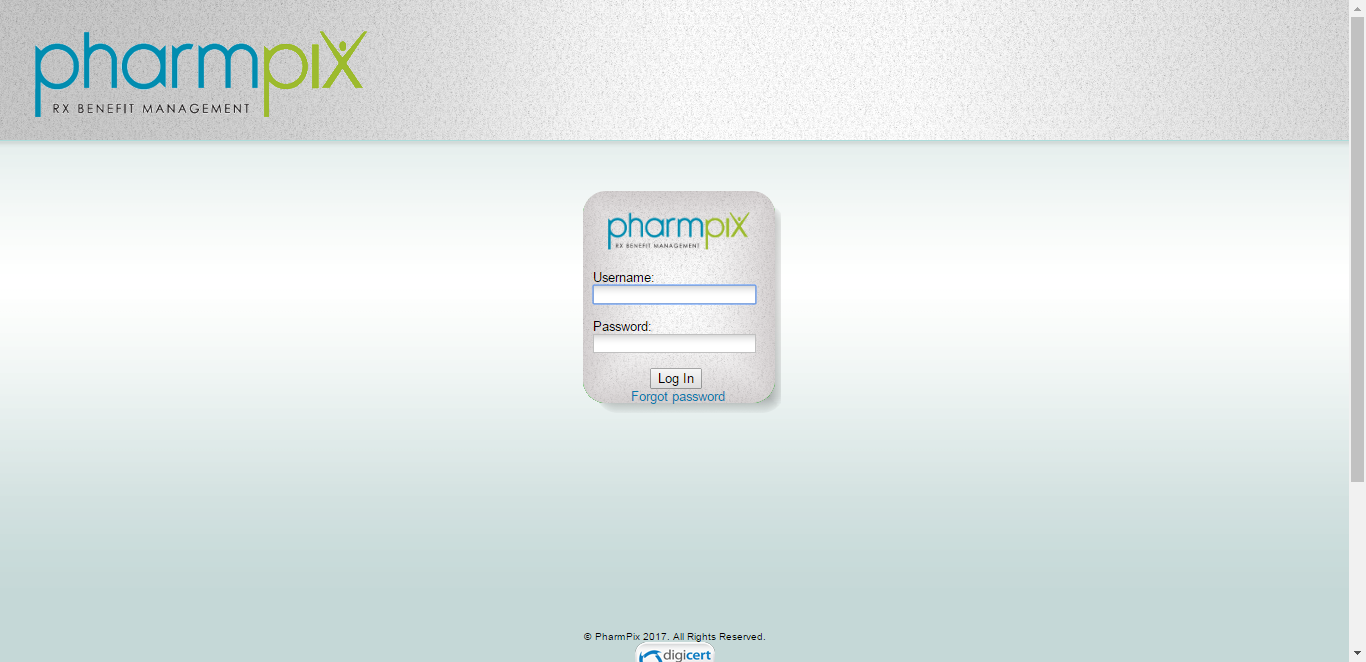 pharmpix
RX BENEFIT MANAGEMENT
pharmpix
RX BENEFIT MANAGEMENT
Username:
Password:
Log In
Forgot password
© PharmPix 2017. All Rights Reserved.
digicert